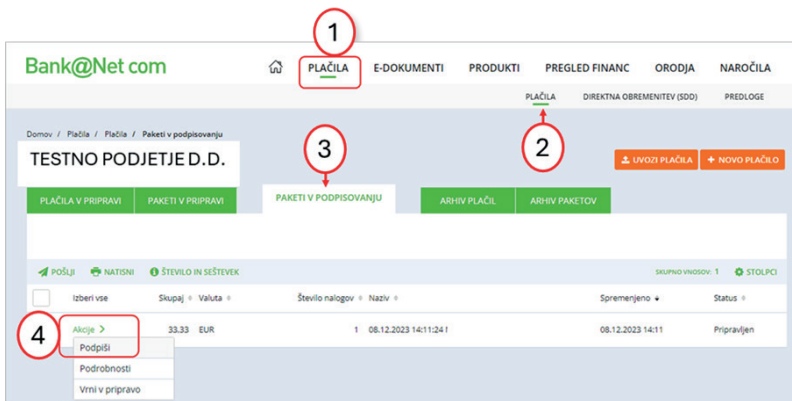 1
Bank@Net com
PLAČILA E-DOKUMENTI PRODUKTI PREGLED FINANC ORODJA NAROČILA
PLAČILA DIREKTNA OBREMENITEV (SDD) PREDLOGE
Domov / Plačila / Plačila / Paketi v podpisovanju
TESTNO PODJETJE D.D.
3
2
UVOZI PLAČILA + NOVO PLAČILO
PLAČILA V PRIPRAVI PAKETI V PRIPRAVI PAKETI V PODPISOVANJU ARHIV PLAČIL ARHIV PAKETOV
POŠLJI NATISNI ŠTEVILO IN SEŠTEVEK SKUPNO VNOSOV: 1 STOLPCI
Izberi vse Skupaj Valuta Število nalogov Naziv Spremenjeno Status
4
Akcije > 33.33 EUR 1 08.12.2023 14:11:24 ! 08.12.2023 14:11 Pripravljen
Podpiši
Podrobnosti
Vrni v pripravo